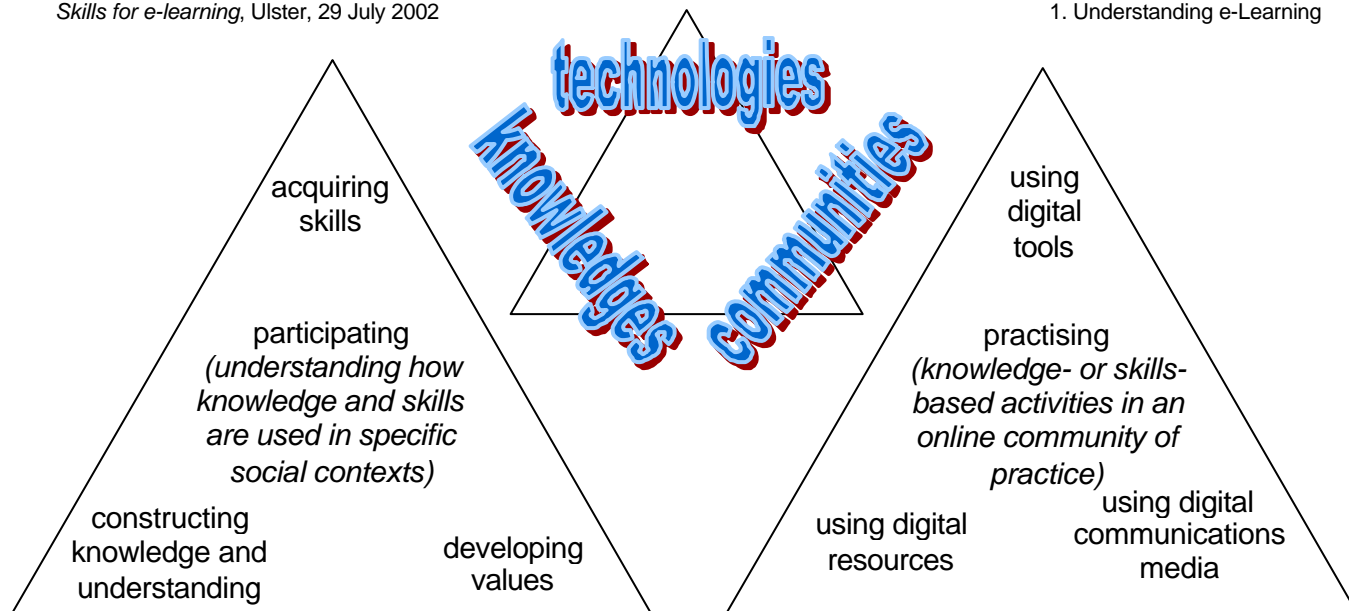 Skills for e-learning, Ulster, 29 July 2002
1. Understanding e-Learning
technologies
knowledges
communities
acquiring
skills
participating
(understanding how
knowledge and skills
are used in specific
social contexts)
constructing
knowledge and
understanding
developing
values
using
digital
tools
practising
(knowledge- or skills-
based activities in an
online community of
practice)
using digital
resources
using digital
communications
media